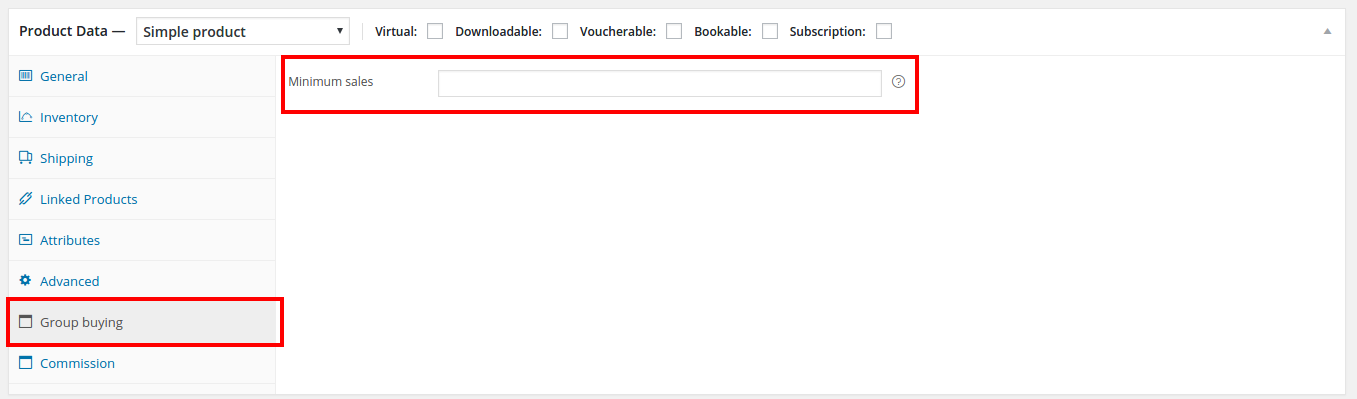 Product Data — Simple product Virtual: Downloadable: Voucherable: Bookable: Subscription:
General
Minimum sales
Inventory
Shipping
Linked Products
Attributes
Advanced
Group buying
Commission